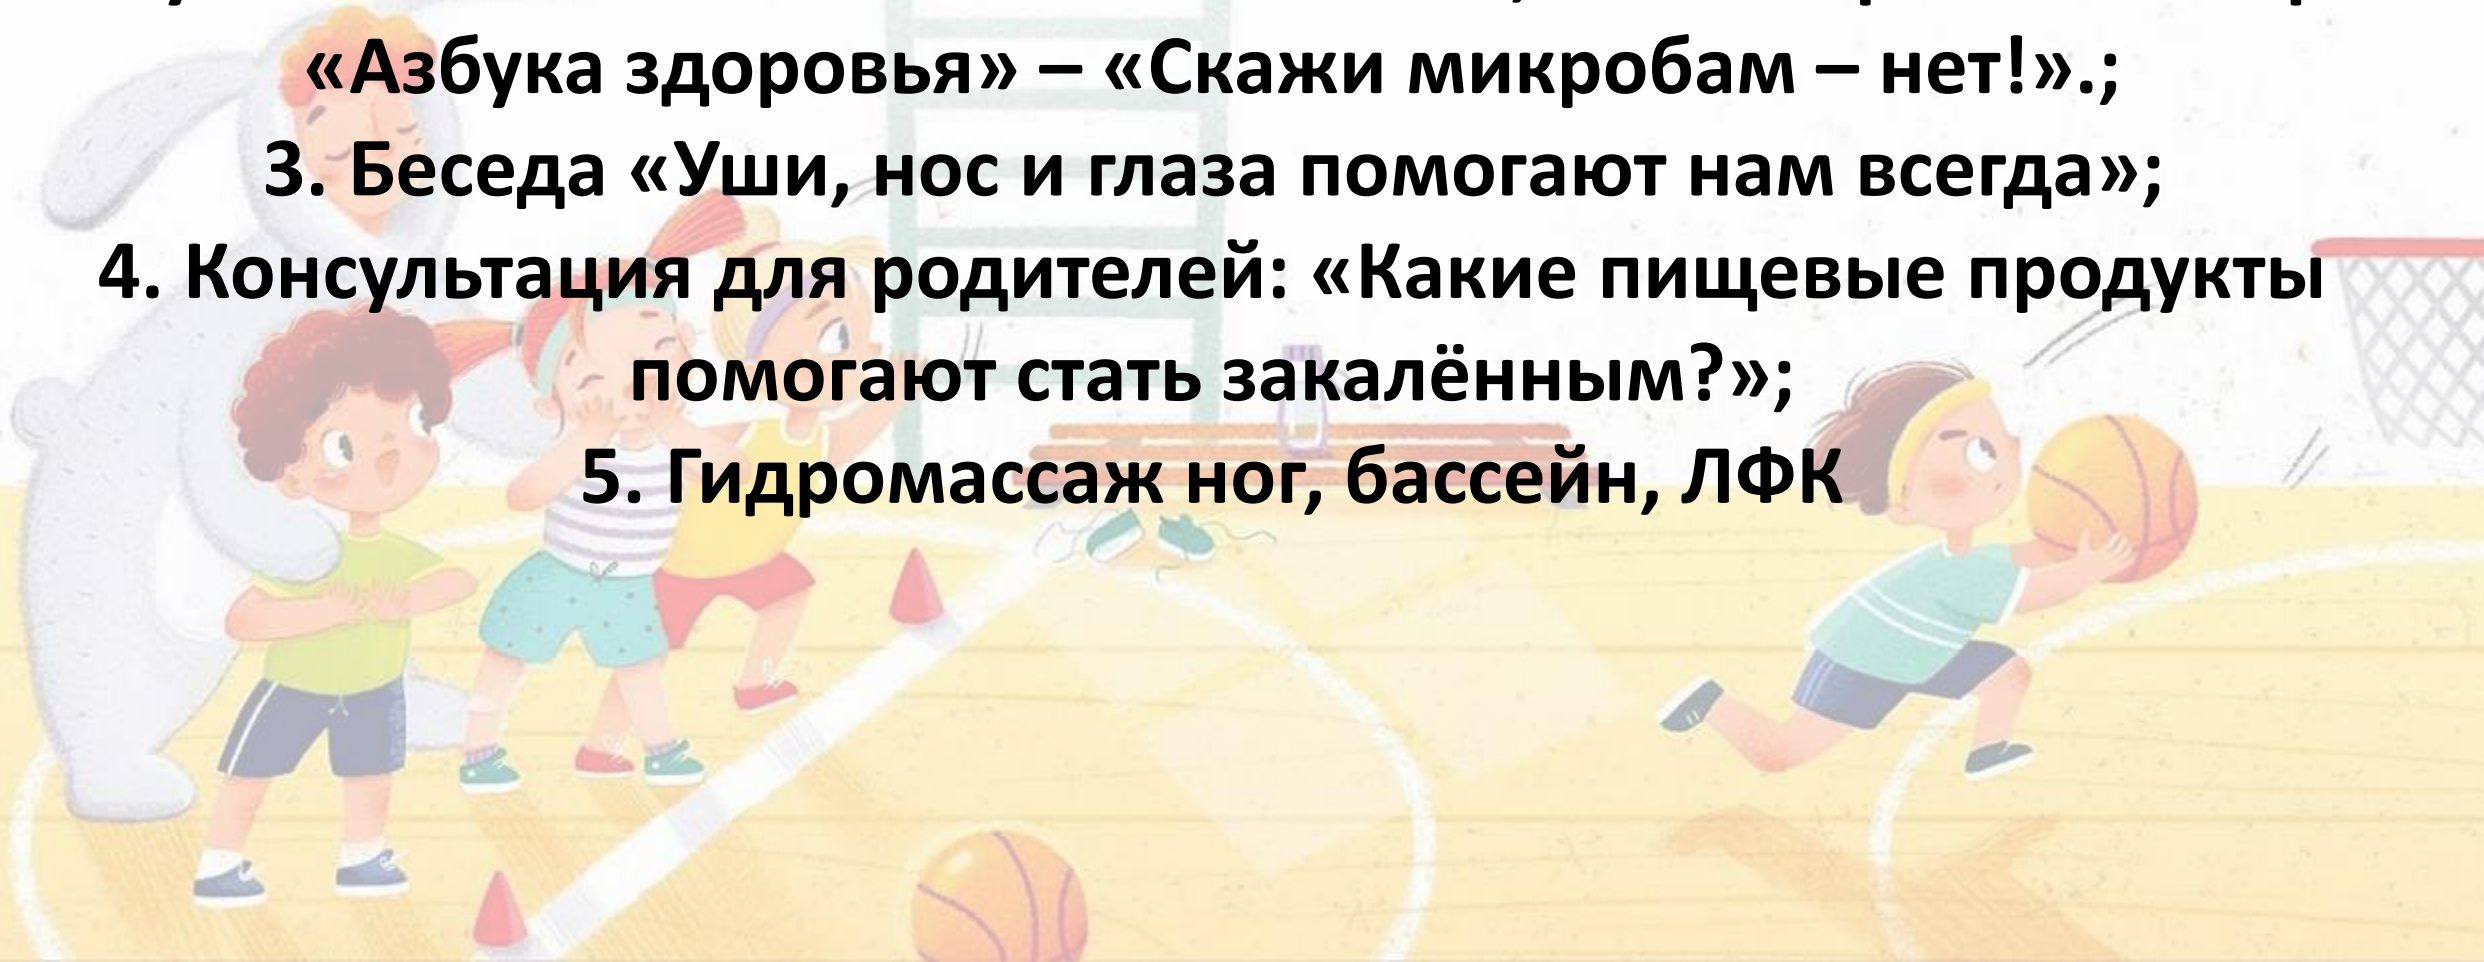 «Азбука здоровья» – «Скажи микробам – нет!».;
3. Беседа «Уши, нос и глаза помогают нам всегда»;
4. Консультация для родителей: «Какие пищевые продукты
помогают стать закалённым?»;
5. Гидромассаж ног, бассейн, ЛФК